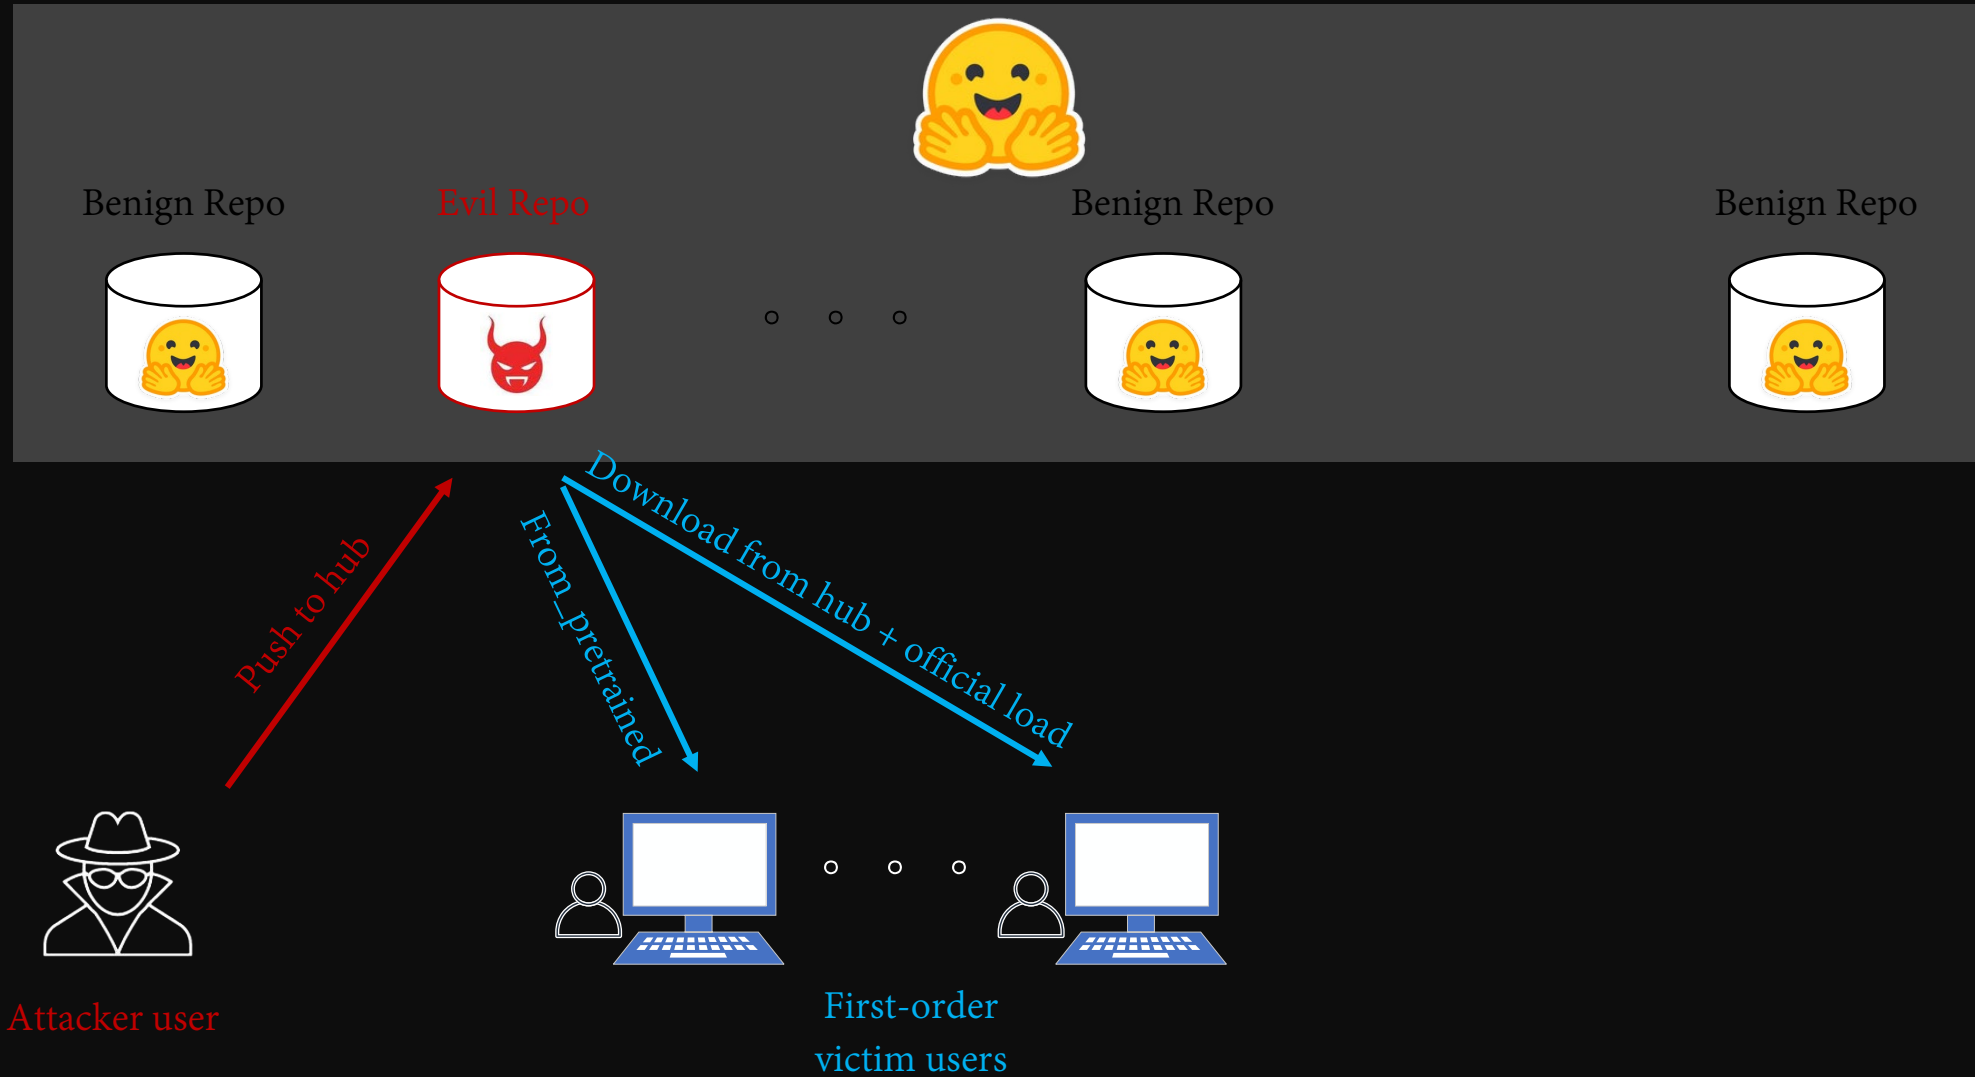 Benign Repo
Evil Repo
Benign Repo
Benign Repo
Push to hub
From_pretrained
Download from hub + official load
Attacker user
First-order
victim users